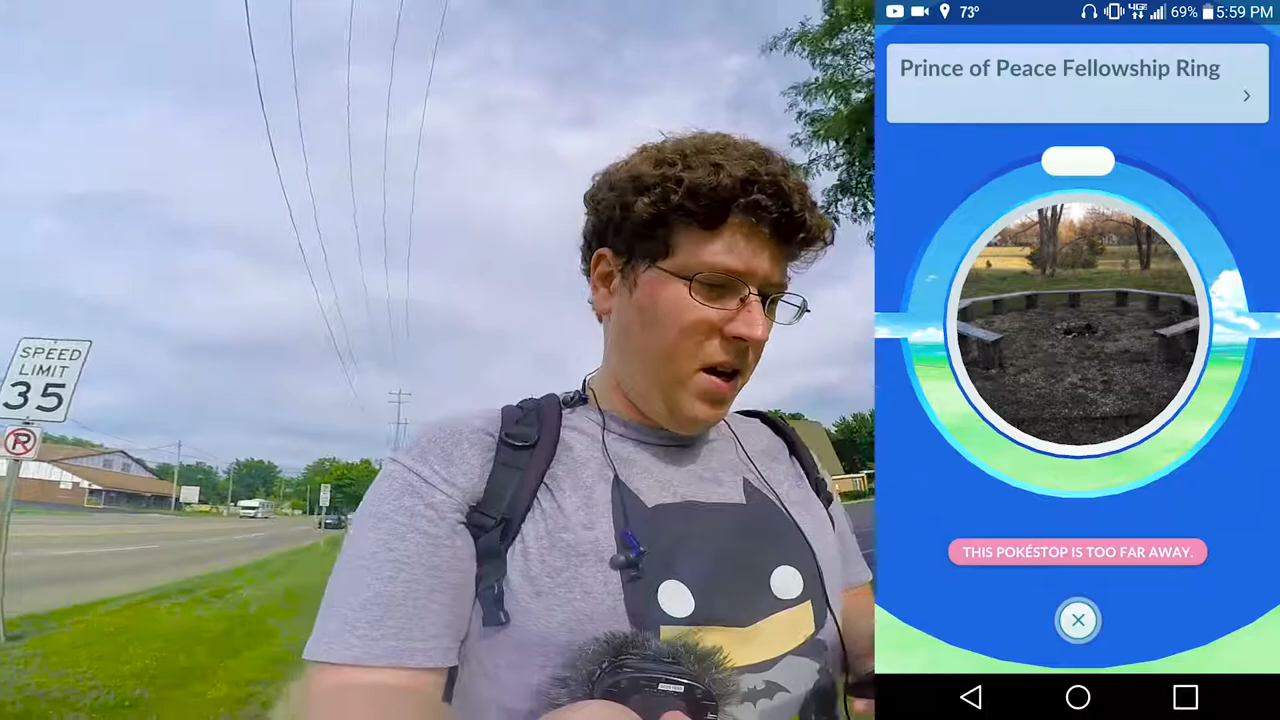 SPEED
LIMIT
35
P
73°
4G
69%
5:59 PM
Prince of Peace Fellowship Ring
THIS POKÉSTOP IS TOO FAR AWAY.